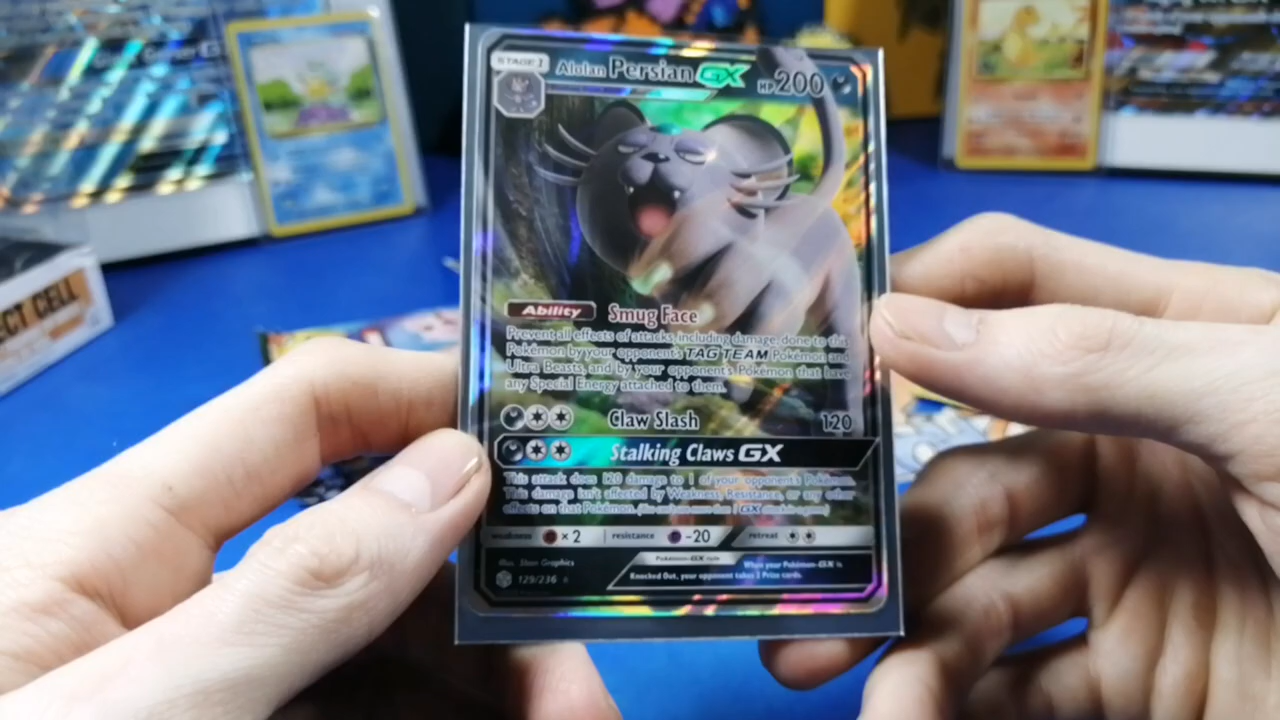 STAGE 1
Alolan Persian GX
HP 200
Ability Smug Face
Prevent all effects of attacks, including damage, done to this
Pokémon by your opponent's TAG TEAM Pokémon and
Ultra Beasts, and by your opponent's Pokémon that have
any Special Energy attached to them.
Claw Slash 120
Stalking Claws GX
This attack does 120 damage to 1 of your opponent's Pokémon.
This damage isn't affected by Weakness, Resistance, or any other
effects on that Pokémon.
weakness ×2 resistance -20 retreat
Illus. 129/236
Pokémon-GX rule
When your Pokémon-GX is
Knocked Out, your opponent takes 2 Prize cards.
ECT CELL